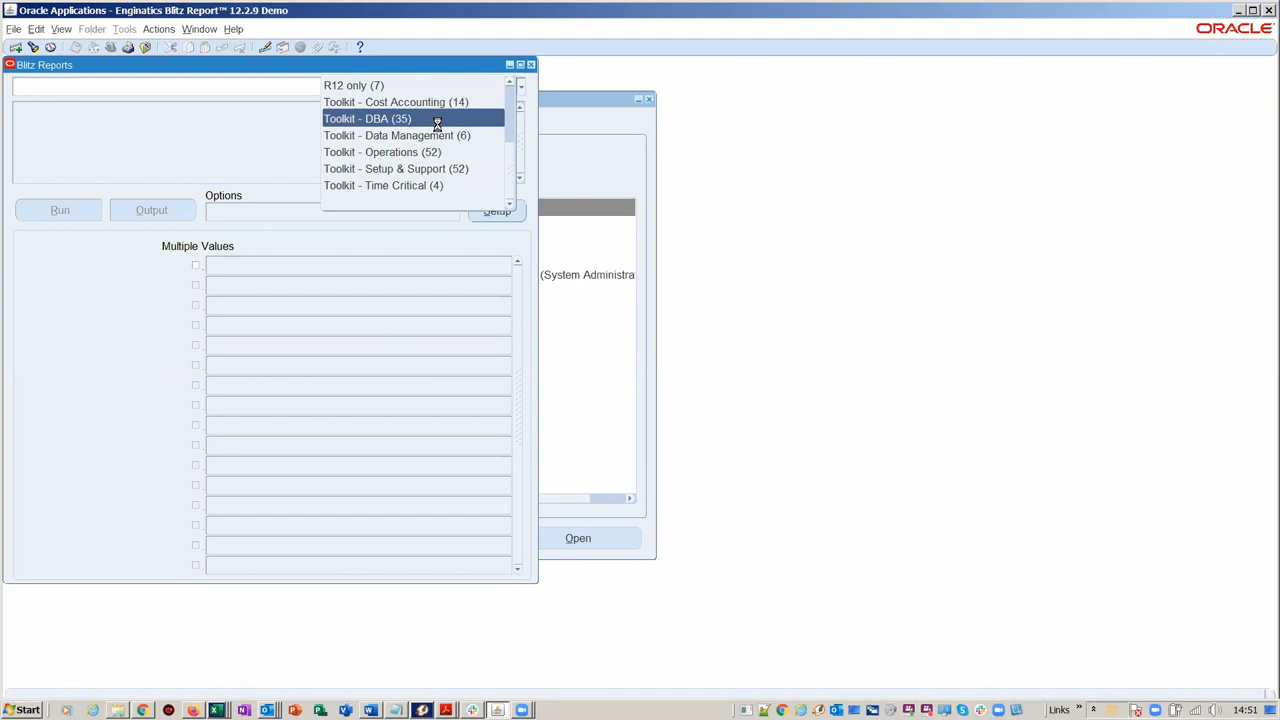 Oracle Applications - Enginatics Blitz Report™ 12.2.9 Demo
File Edit View Folder Tools Actions Window Help
ORACLE
Blitz Reports
R12 only (7)
Toolkit - Cost Accounting (14)
Toolkit - DBA (35)
Toolkit - Data Management (6)
Toolkit - Operations (52)
Toolkit - Setup & Support (52)
Toolkit - Time Critical (4)
Options
Run Output Setup
Multiple Values
(System Administra
Open
Start Links 14:51